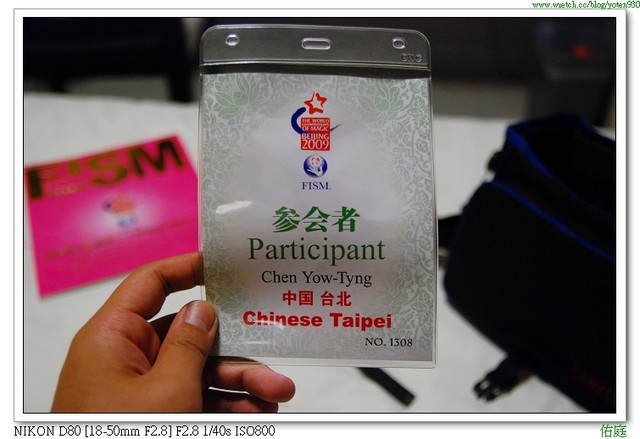 www.wretch.cc/blog/yoten930
FISM
THE WORLD
CHAMPIONSHIPS
OF MAGIC
BEIJING
2009
FISM.
参会者
Participant
Chen Yow-Tyng
中国 台北
Chinese Taipei
NO. 1308
NIKON D80 [18-50mm F2.8] F2.8 1/40s ISO800
佑庭